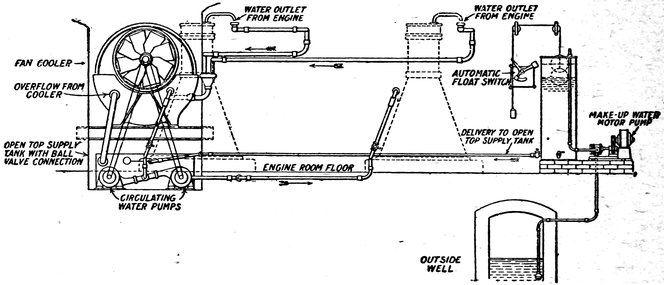 WATER OUTLET
FROM ENGINE
WATER OUTLET
FROM ENGINE
FAN COOLER
OVERFLOW FROM
COOLER
AUTOMATIC
FLOAT SWITCH
MAKE-UP WATER
MOTOR PUMP
OPEN TOP SUPPLY
TANK WITH BALL
VALVE CONNECTION
DELIVERY TO OPEN
TOP SUPPLY TANK
ENGINE ROOM FLOOR
CIRCULATING
WATER PUMPS
OUTSIDE
WELL